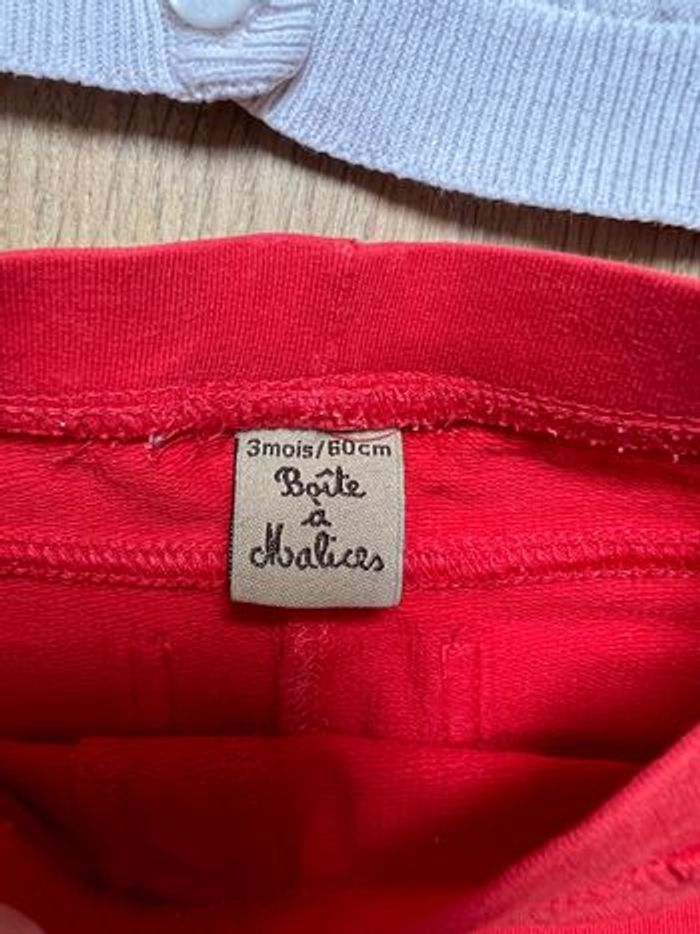 3mois/60cm
Boîte
à
Malices